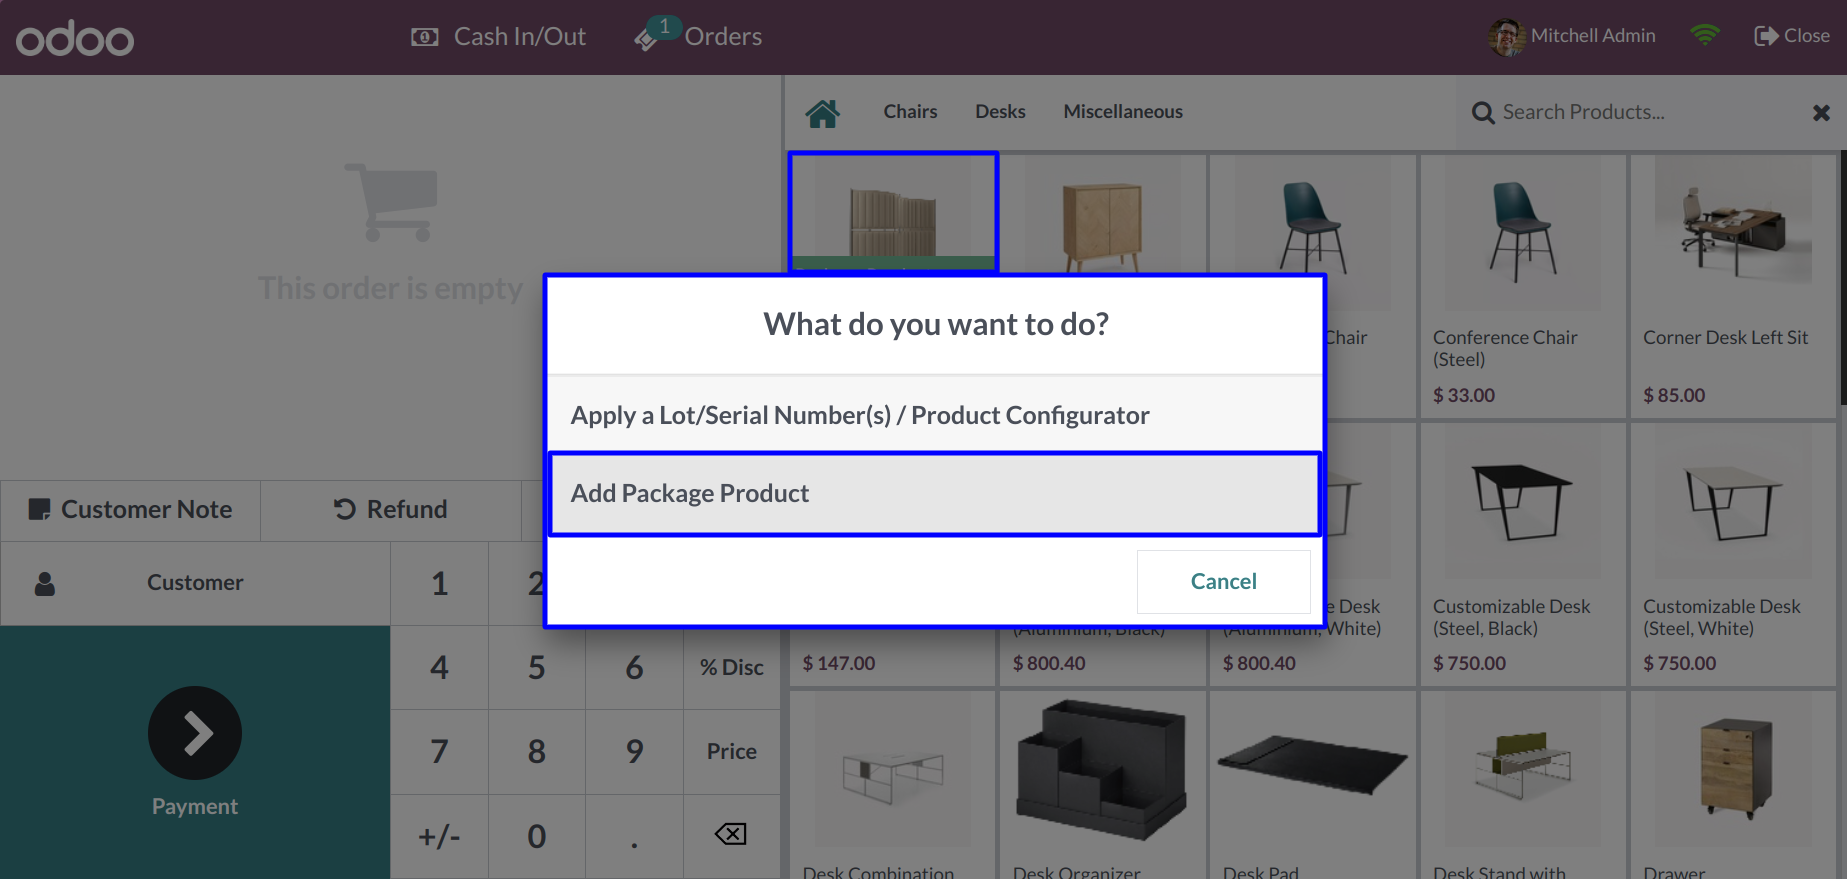 odoo
Cash In/Out
1
Orders
Mitchell Admin
Close
Chairs
Desks
Miscellaneous
Search Products...
This order is empty
What do you want to do?
Apply a Lot/Serial Number(s) / Product Configurator
Add Package Product
Cancel
Chair
Conference Chair
(Steel)
$ 33.00
Corner Desk Left Sit
$ 85.00
Customer Note
Refund
Customer
1
2
4
5
6
% Disc
7
8
9
Price
+/-
0
.
Payment
$ 147.00
(Aluminium, Black)
$ 800.40
Desk
(Aluminium, White)
$ 800.40
Customizable Desk
(Steel, Black)
$ 750.00
Customizable Desk
(Steel, White)
$ 750.00
Desk Combination
Desk Organizer
Desk Pad
Desk Stand with
Drawer